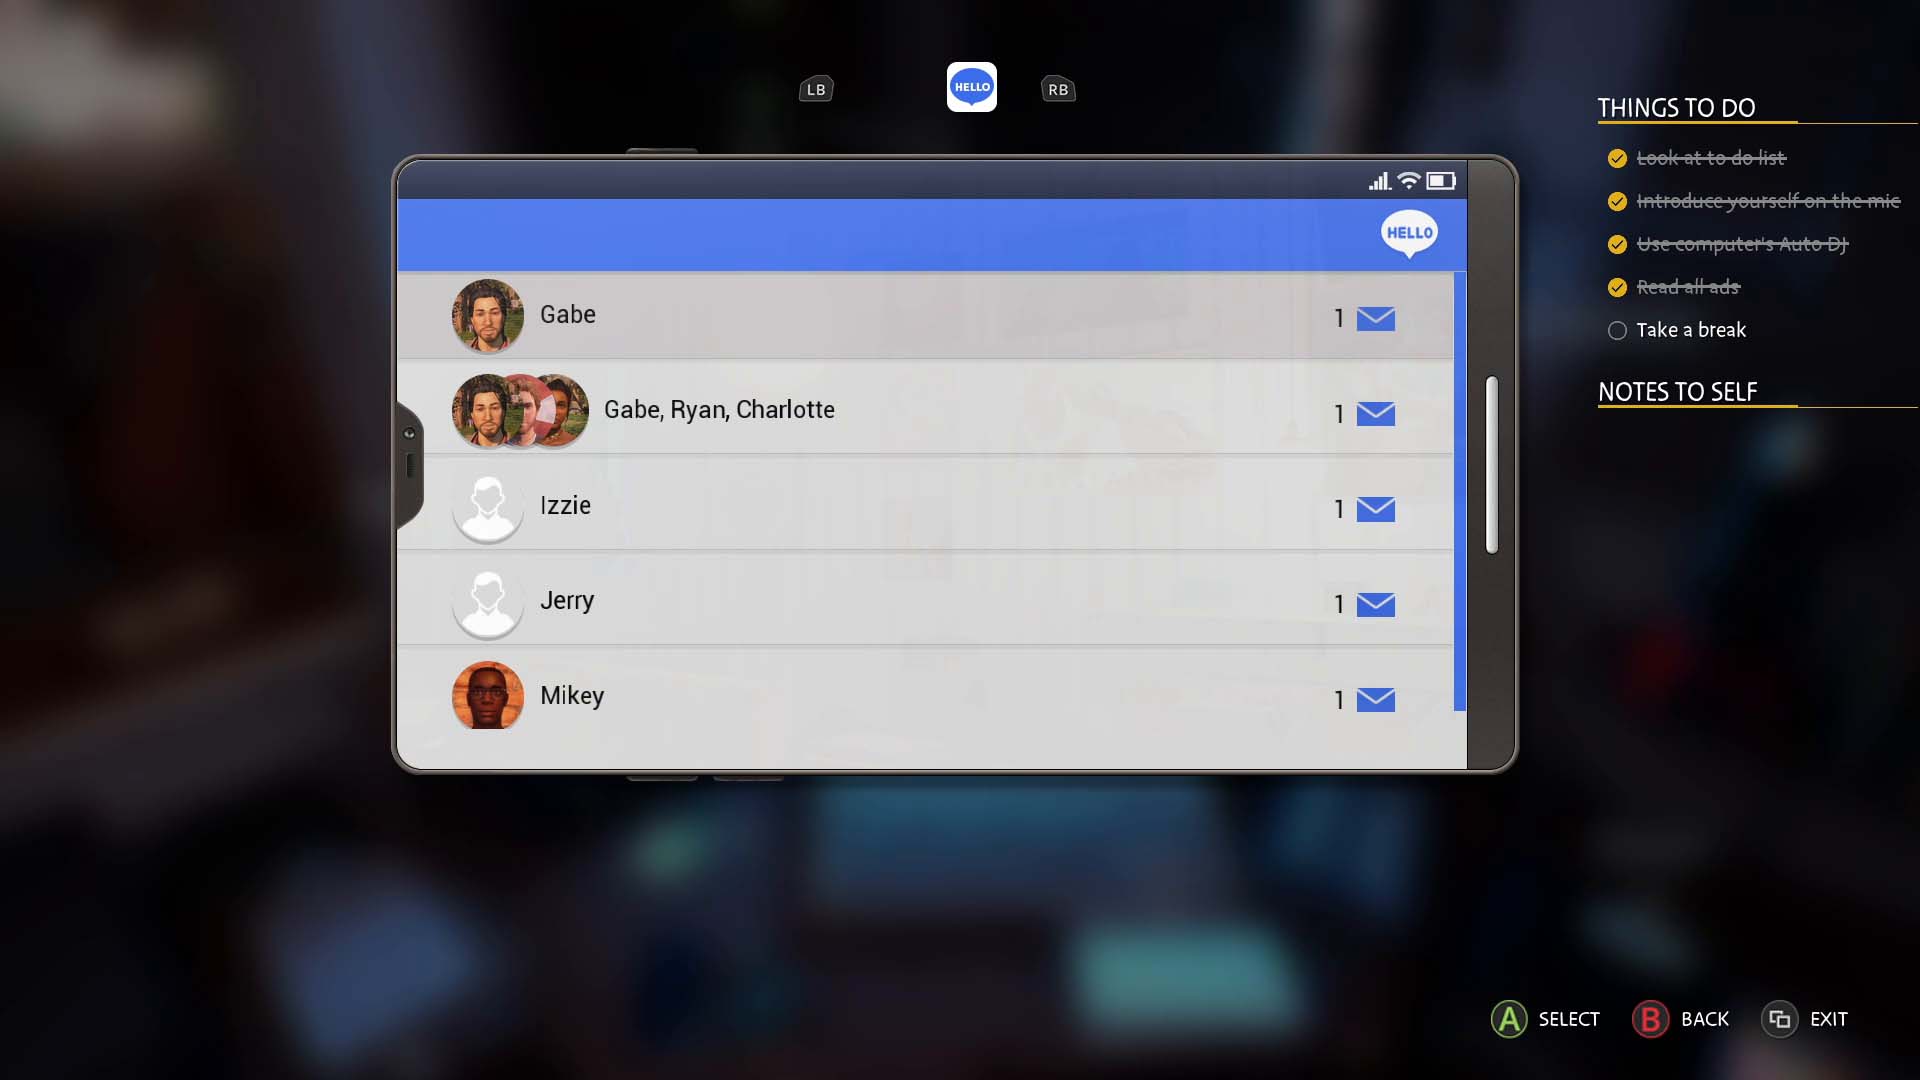 LB
HELLO
RB
HELLO
Gabe
1
Gabe, Ryan, Charlotte
1
Izzie
1
Jerry
1
Mikey
1
THINGS TO DO
Look at to do list
Introduce yourself on the mic
Use computer's Auto DJ
Read all ads
Take a break
NOTES TO SELF
A SELECT
B BACK
EXIT